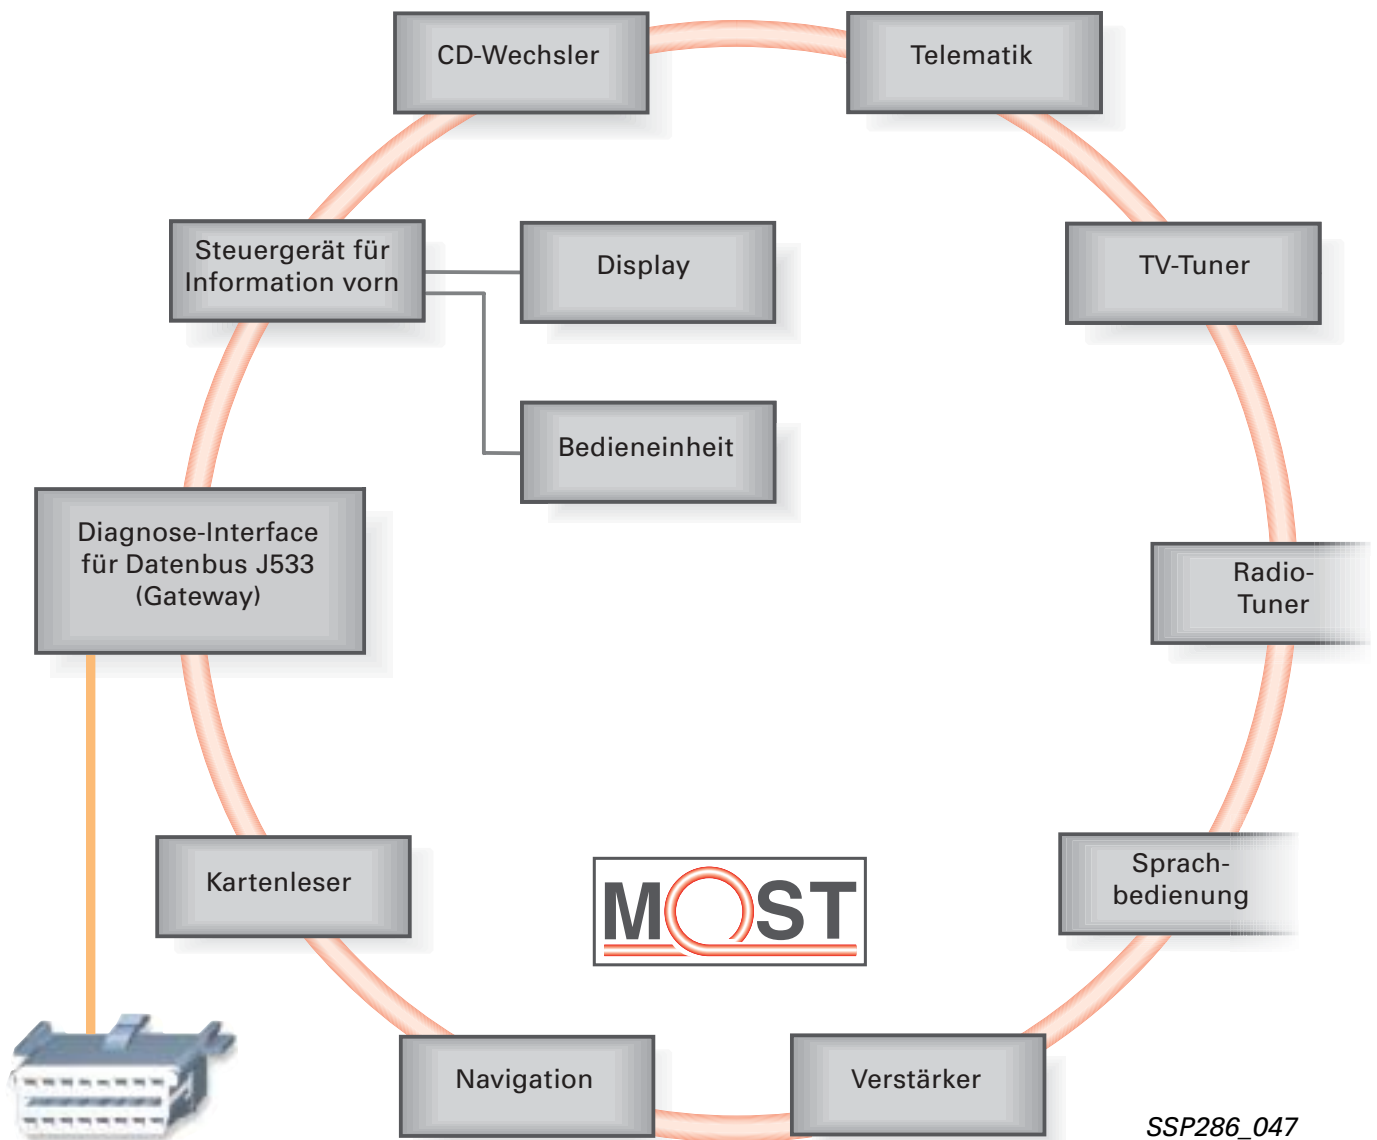 CD-Wechsler
Telematik
Steuergerät für
Information vorn
Display
TV-Tuner
Bedieneinheit
Diagnose-Interface
für Datenbus J533
(Gateway)
Radio-
Tuner
Kartenleser
MOST
Sprach-
bedienung
Navigation
Verstärker
SSP286_047